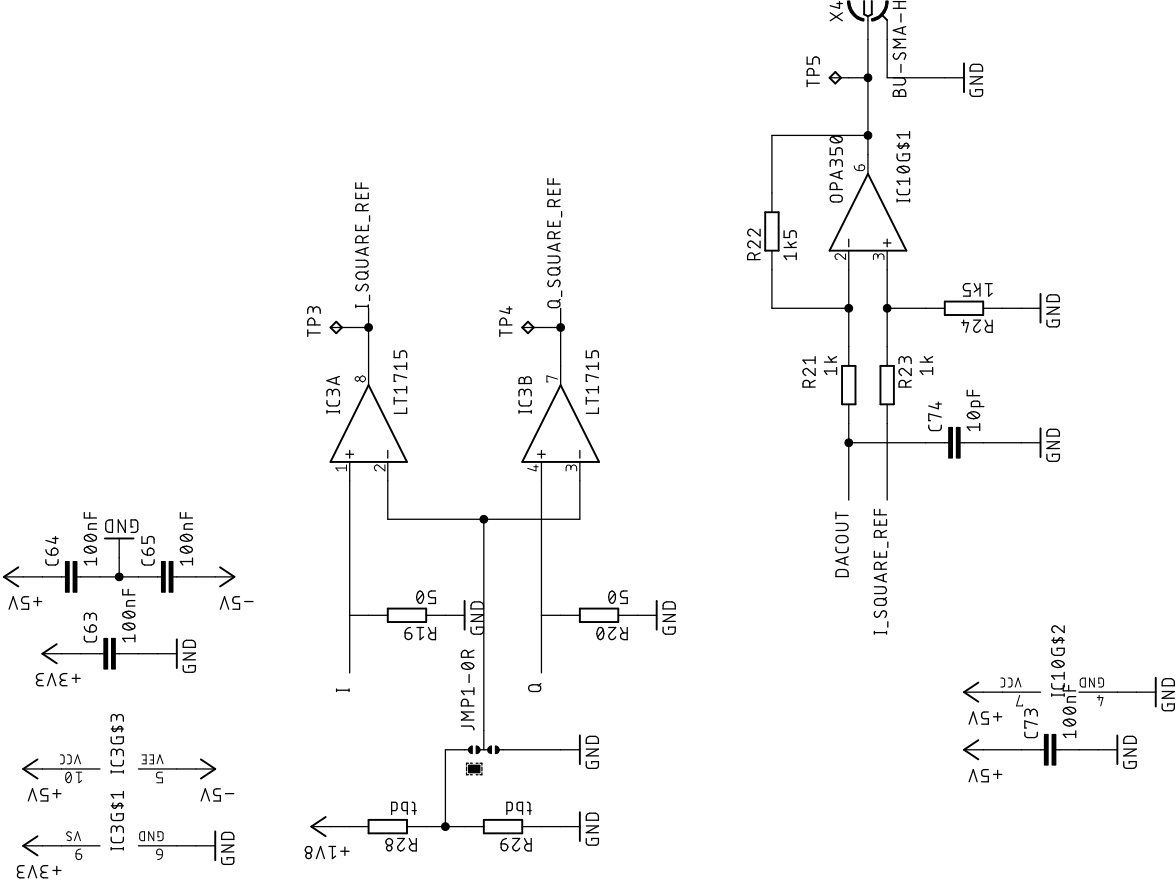 X4
BU-SMA-H
TP5
GND
OPA350
6
IC10G$1
R22
1k5
2
-
3
+
1k5
R24
GND
I_SQUARE_REF
Q_SQUARE_REF
TP3
TP4
IC3A
8
LT1715
IC3B
7
LT1715
1
+
2
-
4
+
3
-
R21
1k
R23
1k
C74
10pF
GND
DACOUT
I_SQUARE_REF
C64
100nF
GND
C65
100nF
+5V
-5V
C63
100nF
+3V3
GND
50
R19
GND
50
R20
GND
I
Q
JMP1-0R
GND
+5V
VCC
10
IC3G$3
VEE
5
-5V
+3V3
VS
9
IC3G$1
GND
6
GND
+1V8
tbd
R28
tbd
R29
GND
+5V
VCC
7
IC10G$2
GND
4
GND
+5V
C73
100nF
GND